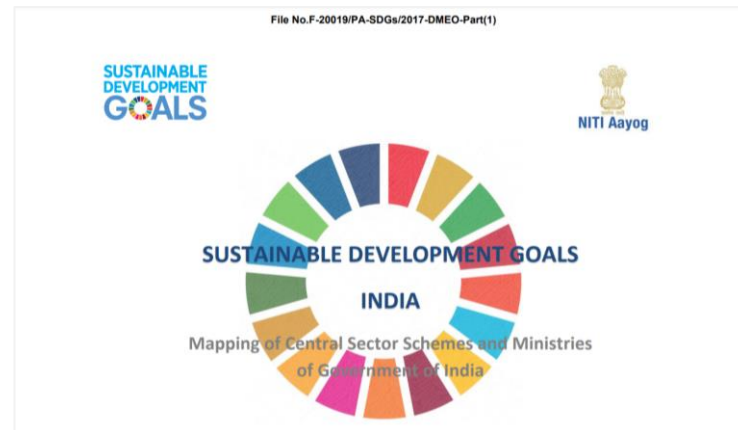 File No.F-20019/PA-SDGs/2017-DMEO-Part(1)
SUSTAINABLE
DEVELOPMENT
GOALS
NITI Aayog
SUSTAINABLE DEVELOPMENT GOALS
INDIA
Mapping of Central Sector Schemes and Ministries
of Government of India